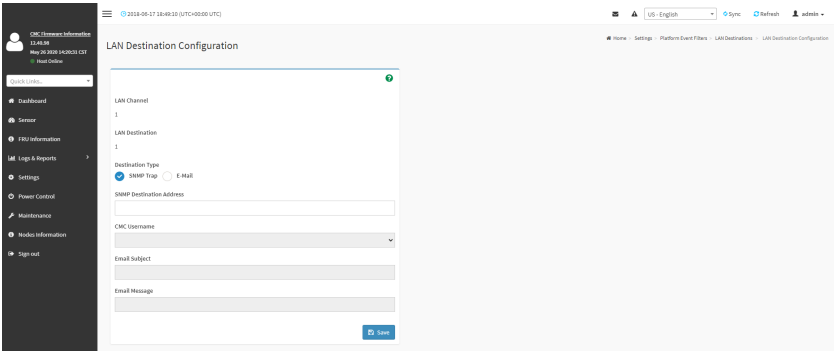 2018-06-17 18:49:10 (UTC+00:00 UTC)
US - English
Sync
Refresh
admin
CMC Firmware Information
12.49.08
May 26 2020 14:20:31 CST
Host Online
Quick Links...
Dashboard
Sensor
FRU Information
Logs & Reports
Settings
Power Control
Maintenance
Nodes Information
Sign out
LAN Destination Configuration
Home > Settings > Platform Event Filters > LAN Destinations > LAN Destination Configuration
LAN Channel
1
LAN Destination
1
Destination Type
SNMP Trap E-Mail
SNMP Destination Address
CMC Username
Email Subject
Email Message
Save